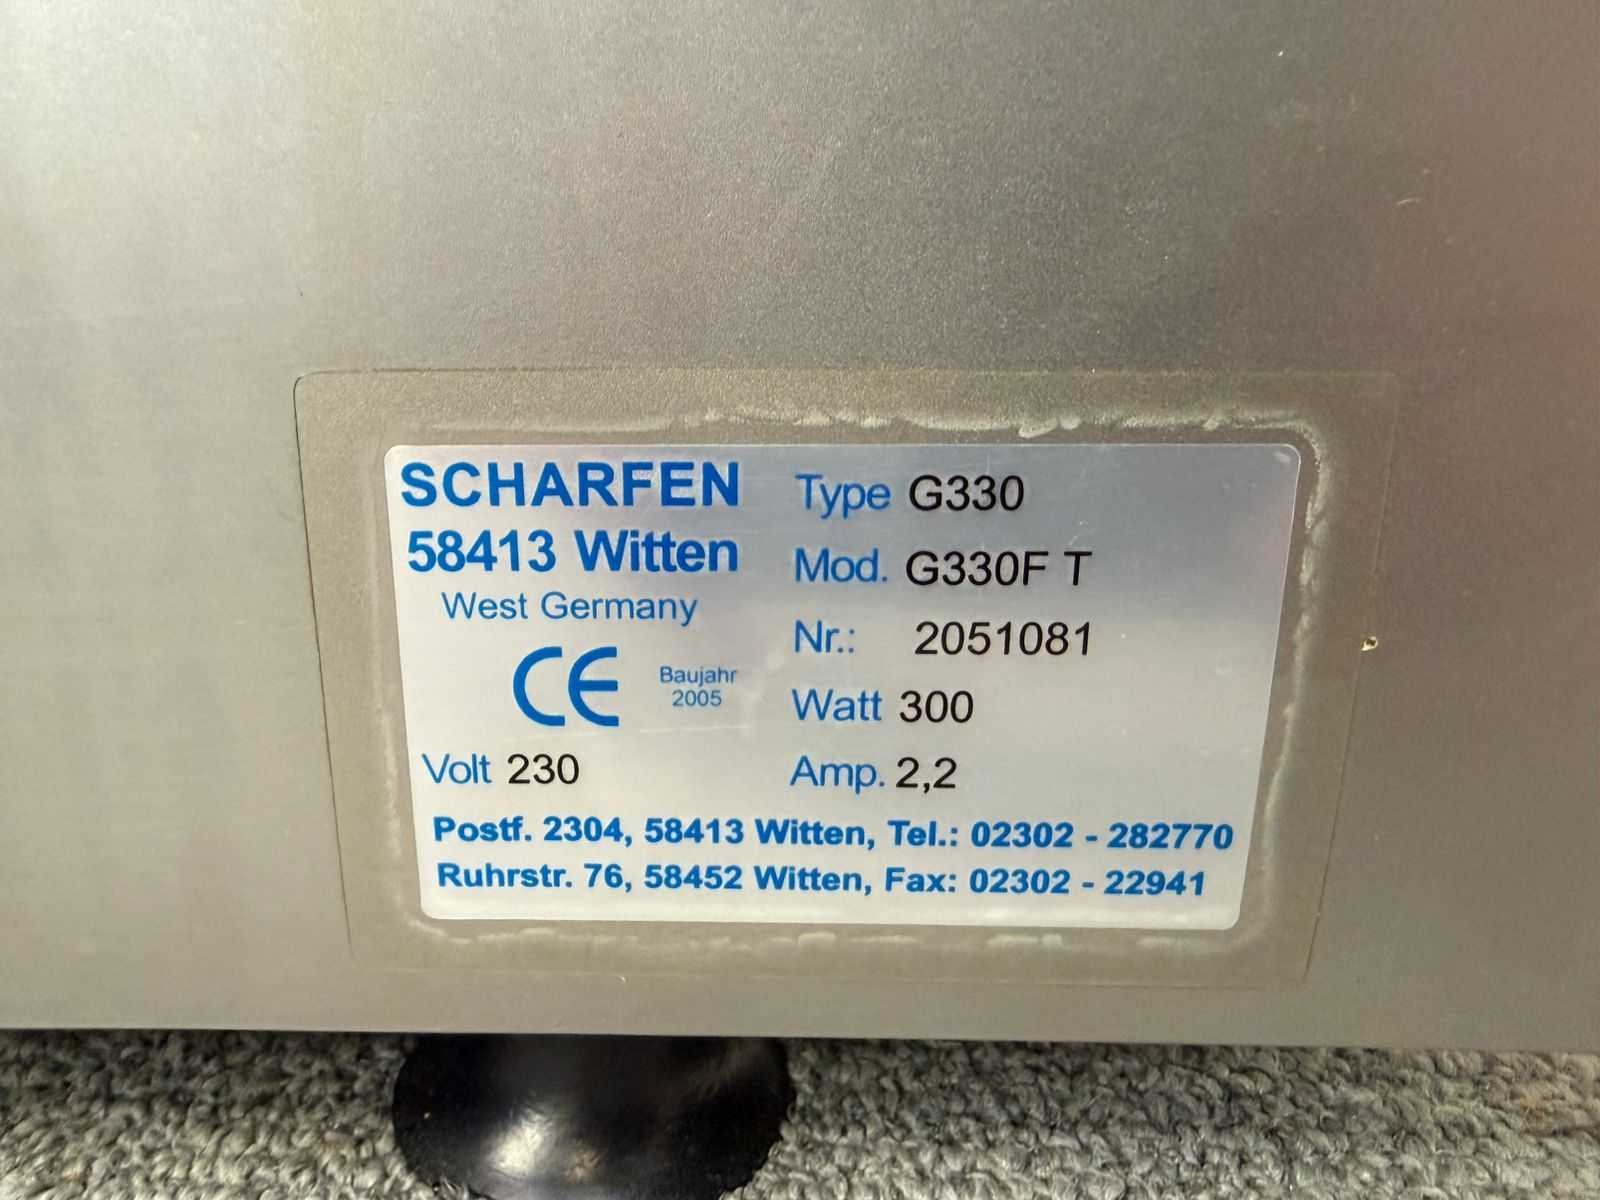 SCHARFEN
58413 Witten
West Germany
CE
Baujahr
2005
Volt 230
Type G330
Mod. G330F T
Nr.: 2051081
Watt 300
Amp. 2,2
Postf. 2304, 58413 Witten, Tel.: 02302 - 282770
Ruhrstr. 76, 58452 Witten, Fax: 02302 - 22941